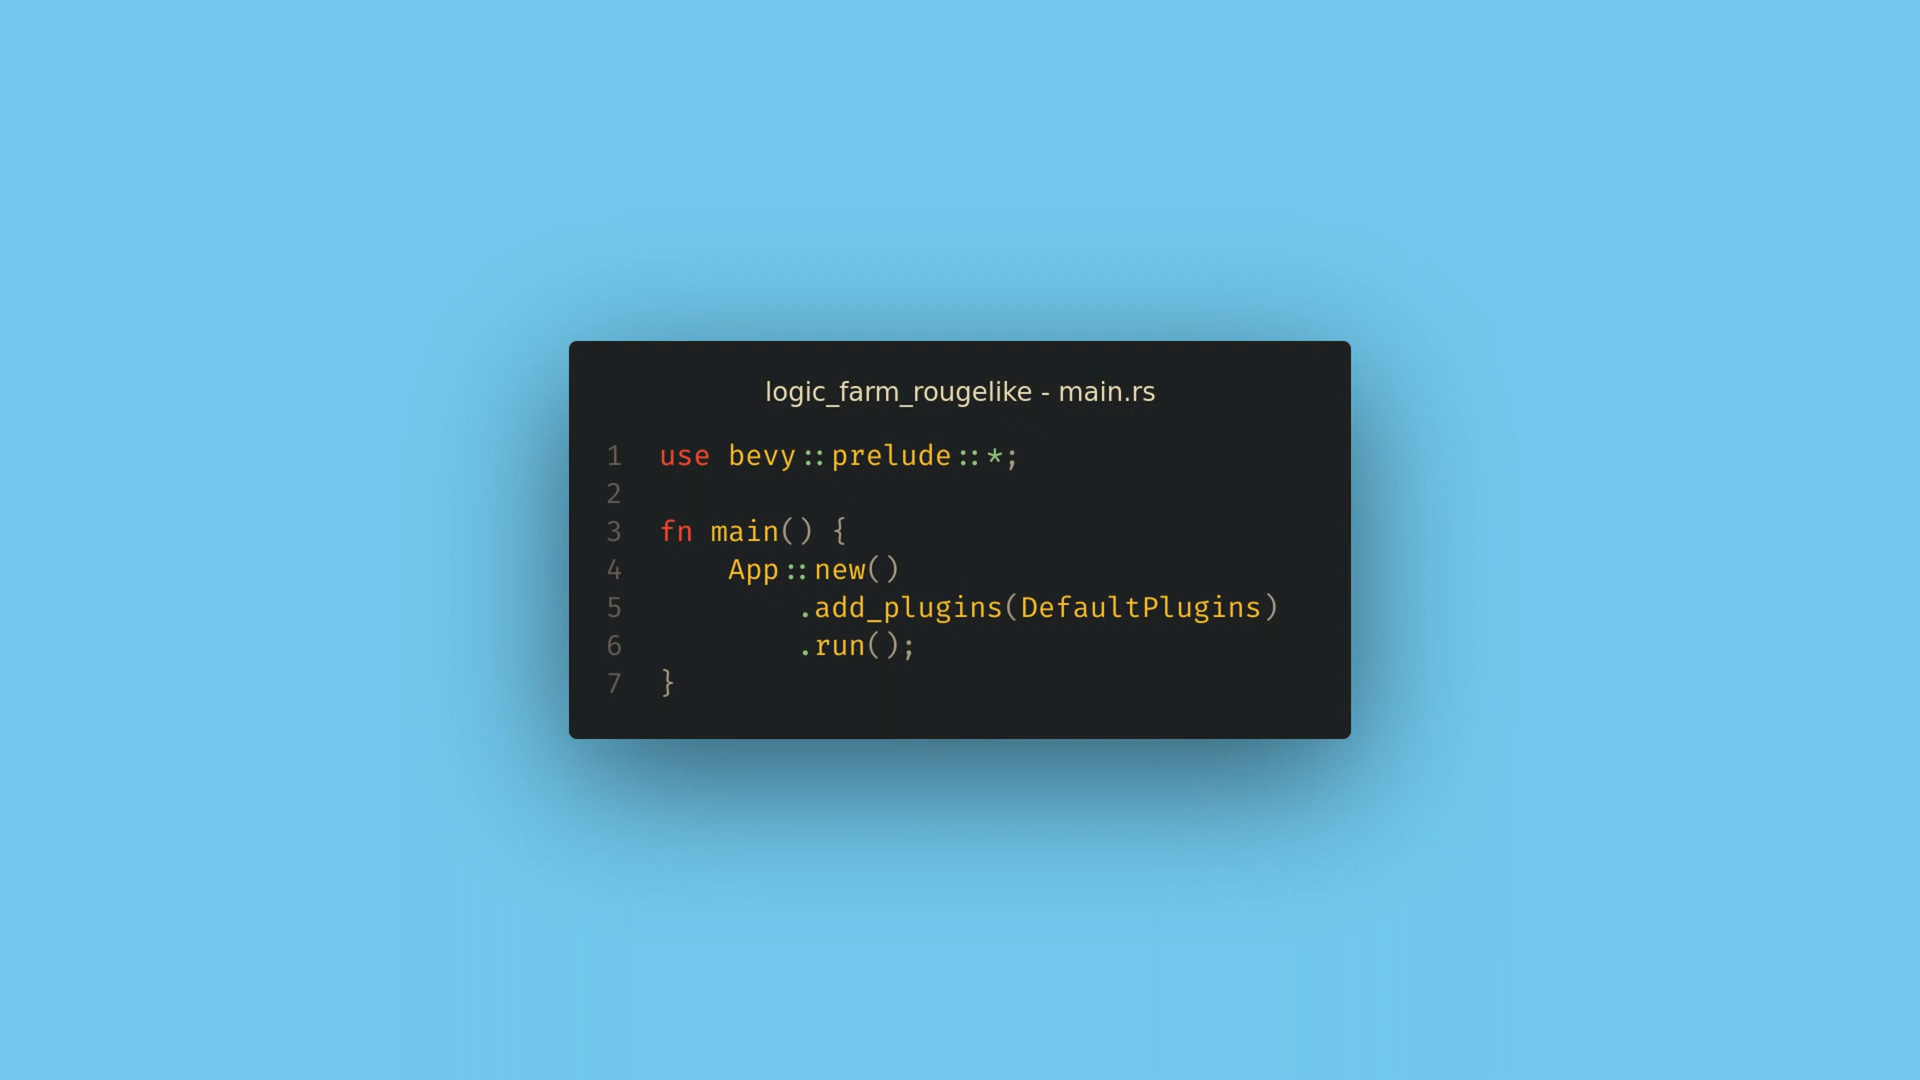 logic_farm_rougelike - main.rs
1 use bevy::prelude::*;
2
3 fn main() {
4     App::new()
5         .add_plugins(DefaultPlugins)
6         .run();
7 }